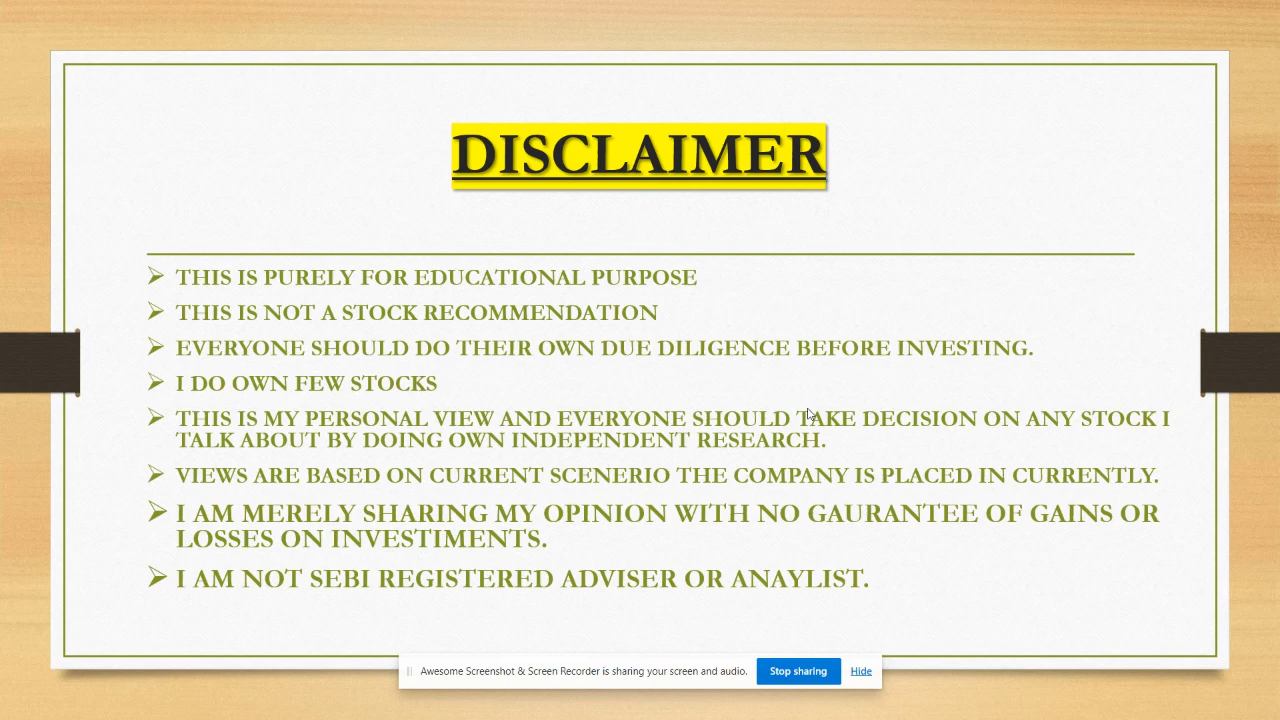 DISCLAIMER
THIS IS PURELY FOR EDUCATIONAL PURPOSE
THIS IS NOT A STOCK RECOMMENDATION
EVERYONE SHOULD DO THEIR OWN DUE DILIGENCE BEFORE INVESTING.
I DO OWN FEW STOCKS
THIS IS MY PERSONAL VIEW AND EVERYONE SHOULD TAKE DECISION ON ANY STOCK I
TALK ABOUT BY DOING OWN INDEPENDENT RESEARCH.
VIEWS ARE BASED ON CURRENT SCENERIO THE COMPANY IS PLACED IN CURRENTLY.
I AM MERELY SHARING MY OPINION WITH NO GAURANTEE OF GAINS OR
LOSSES ON INVESTIMENTS.
I AM NOT SEBI REGISTERED ADVISER OR ANAYLIST.
Awesome Screenshot & Screen Recorder is sharing your screen and audio. Stop sharing Hide